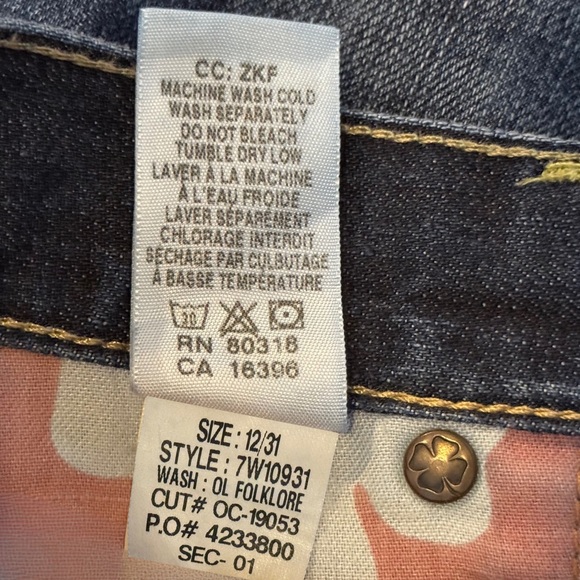 CC: ZKF
MACHINE WASH COLD
WASH SEPARATELY
DO NOT BLEACH
TUMBLE DRY LOW
LAVER À LA MACHINE
À L'EAU FROIDE
LAVER SÉPARÉMENT
CHLORAGE INTERDIT
SECHAGE PAR CULBUTAGE
À BASSE TEMPÉRATURE
30
RN 80318
CA 16396
SIZE : 12/31
STYLE : 7W10931
WASH : OL FOLKLORE
CUT# OC-19053
P.O# 4233800
SEC- 01